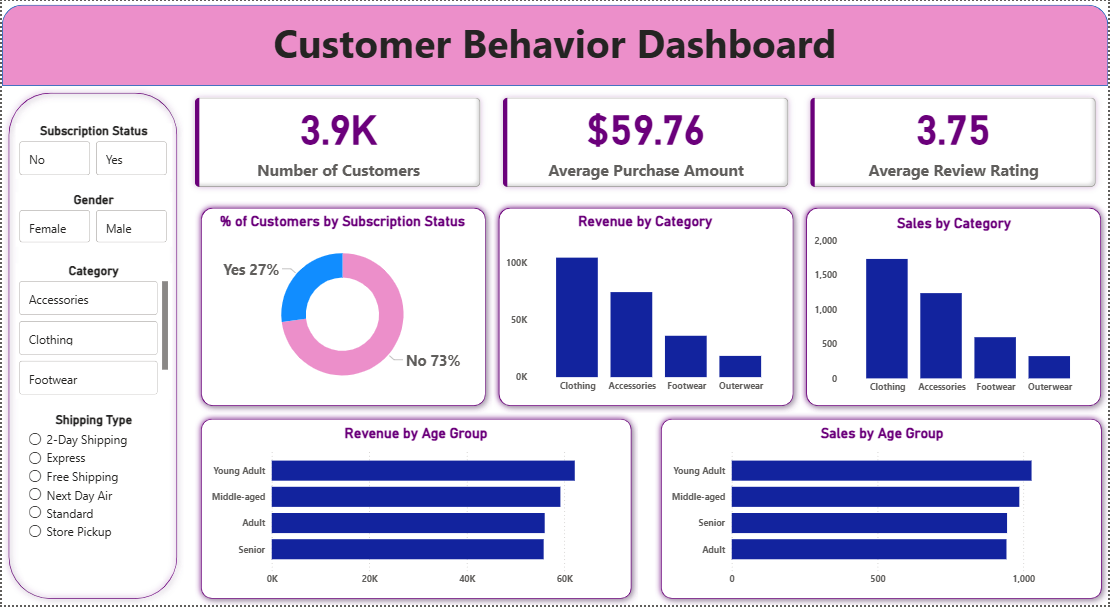 Customer Behavior Dashboard
Subscription Status
No Yes
Gender
Female Male
Category
Accessories
Clothing
Footwear
Shipping Type
2-Day Shipping
Express
Free Shipping
Next Day Air
Standard
Store Pickup
3.9K
Number of Customers
$59.76
Average Purchase Amount
3.75
Average Review Rating
% of Customers by Subscription Status
Yes 27%
No 73%
Revenue by Category
100K
50K
0K
Clothing Accessories Footwear Outerwear
Sales by Category
2,000
1,500
1,000
500
0
Clothing Accessories Footwear Outerwear
Revenue by Age Group
Young Adult
Middle-aged
Adult
Senior
0K 20K 40K 60K
Sales by Age Group
Young Adult
Middle-aged
Senior
Adult
0 500 1,000